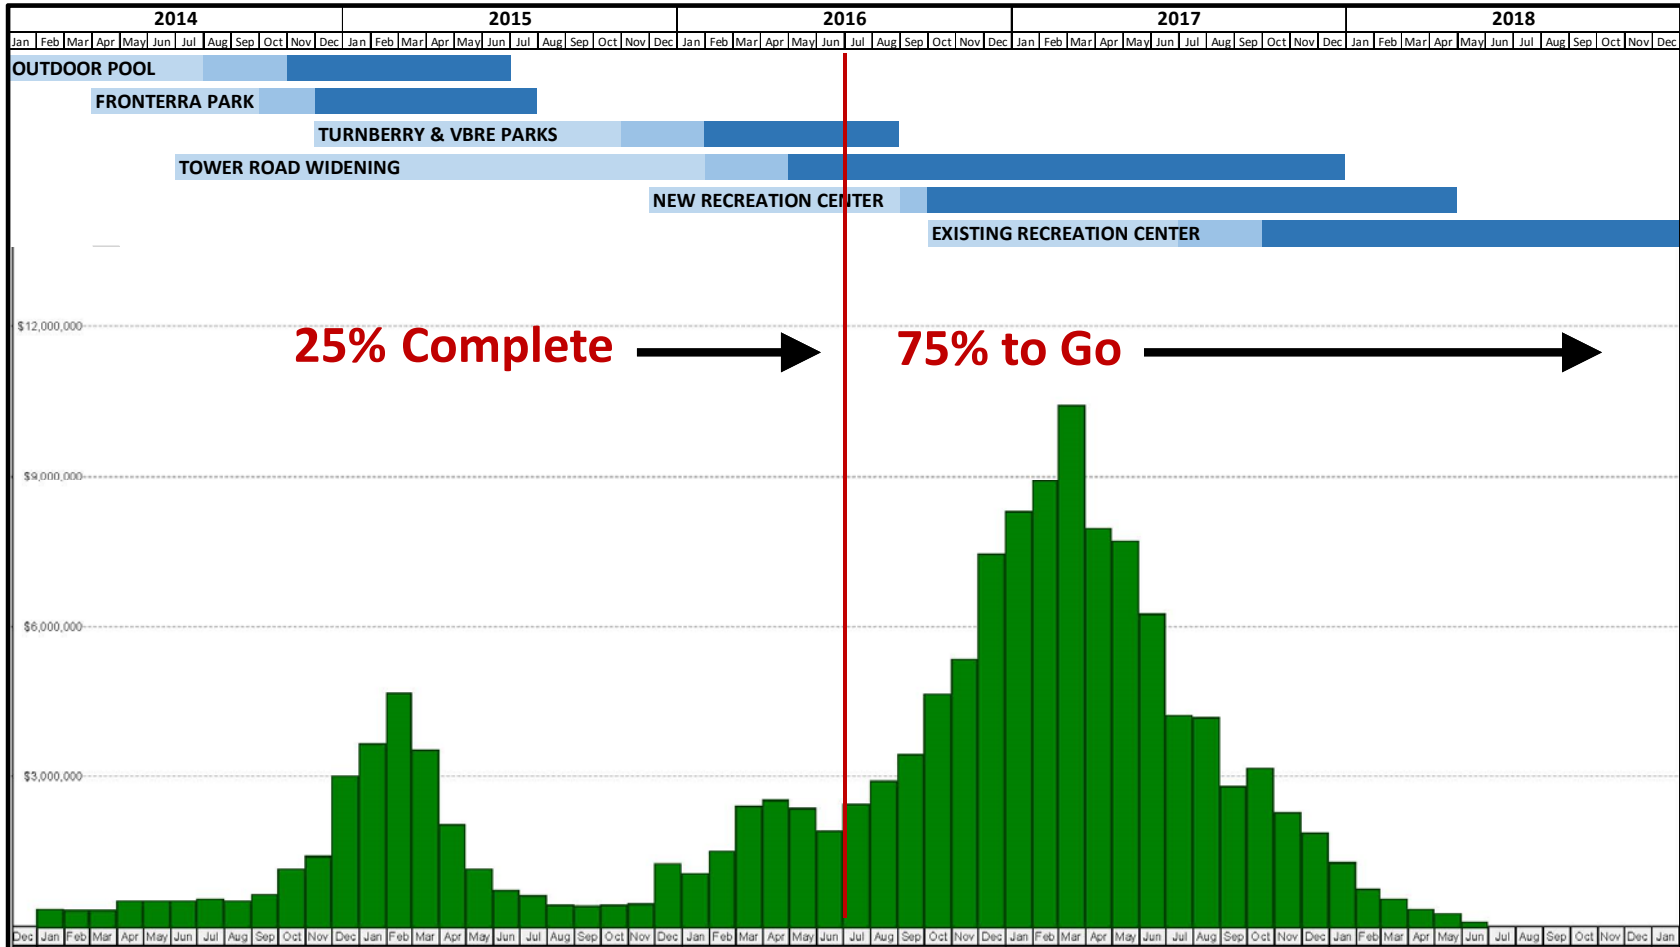 2014 2015 2016 2017 2018
Jan Feb Mar Apr May Jun Jul Aug Sep Oct Nov Dec Jan Feb Mar Apr May Jun Jul Aug Sep Oct Nov Dec Jan Feb Mar Apr May Jun Jul Aug Sep Oct Nov Dec Jan Feb Mar Apr May Jun Jul Aug Sep Oct Nov Dec Jan Feb Mar Apr May Jun Jul Aug Sep Oct Nov Dec
OUTDOOR POOL
FRONTERRA PARK
TURNBERRY & VBRE PARKS
TOWER ROAD WIDENING
NEW RECREATION CENTER
EXISTING RECREATION CENTER
$12,000,000
25% Complete 75% to Go
$9,000,000
$6,000,000
$3,000,000
Dec Jan Feb Mar Apr May Jun Jul Aug Sep Oct Nov Dec Jan Feb Mar Apr May Jun Jul Aug Sep Oct Nov Dec Jan Feb Mar Apr May Jun Jul Aug Sep Oct Nov Dec Jan Feb Mar Apr May Jun Jul Aug Sep Oct Nov Dec Jan Feb Mar Apr May Jun Jul Aug Sep Oct Nov Dec Jan